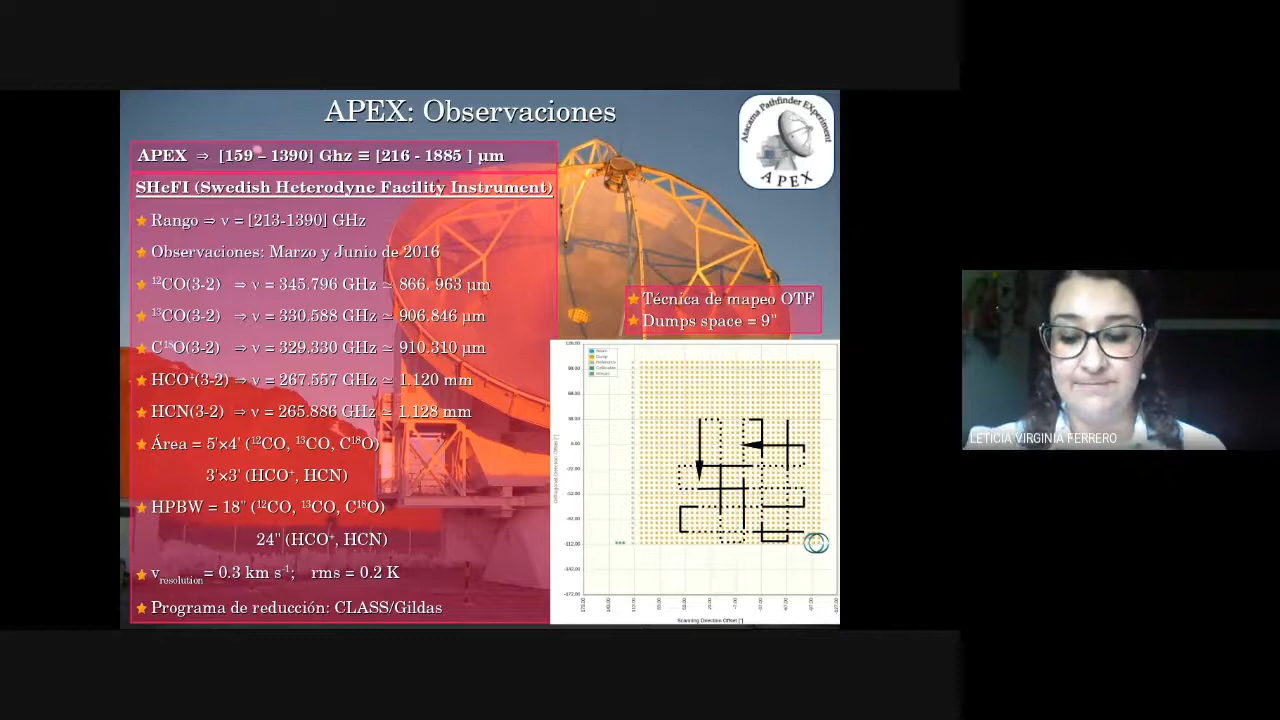 APEX: Observaciones
Atacama Pathfinder EXperiment
APEX
APEX ⇒ [159 – 1390] Ghz ≡ [216 - 1885 ] μm
SHeFI (Swedish Heterodyne Facility Instrument)
Rango ⇒ ν = [213-1390] GHz
Observaciones: Marzo y Junio de 2016
¹²CO(3-2) ⇒ ν = 345.796 GHz ≃ 866. 963 μm
¹³CO(3-2) ⇒ ν = 330.588 GHz ≃ 906.846 μm
C¹⁸O(3-2) ⇒ ν = 329.330 GHz ≃ 910.310 μm
HCO⁺(3-2) ⇒ ν = 267.557 GHz ≃ 1.120 mm
HCN(3-2) ⇒ ν = 265.886 GHz ≃ 1.128 mm
Área = 5'×4' (¹²CO, ¹³CO, C¹⁸O)
3'×3' (HCO⁺, HCN)
HPBW = 18" (¹²CO, ¹³CO, C¹⁸O)
24" (HCO⁺, HCN)
v resolution = 0.3 km s⁻¹; rms = 0.2 K
Programa de reducción: CLASS/Gildas
Técnica de mapeo OTF
Dumps space = 9"
Scanning Direction Offset ["]
LETICIA VIRGINIA FERRERO